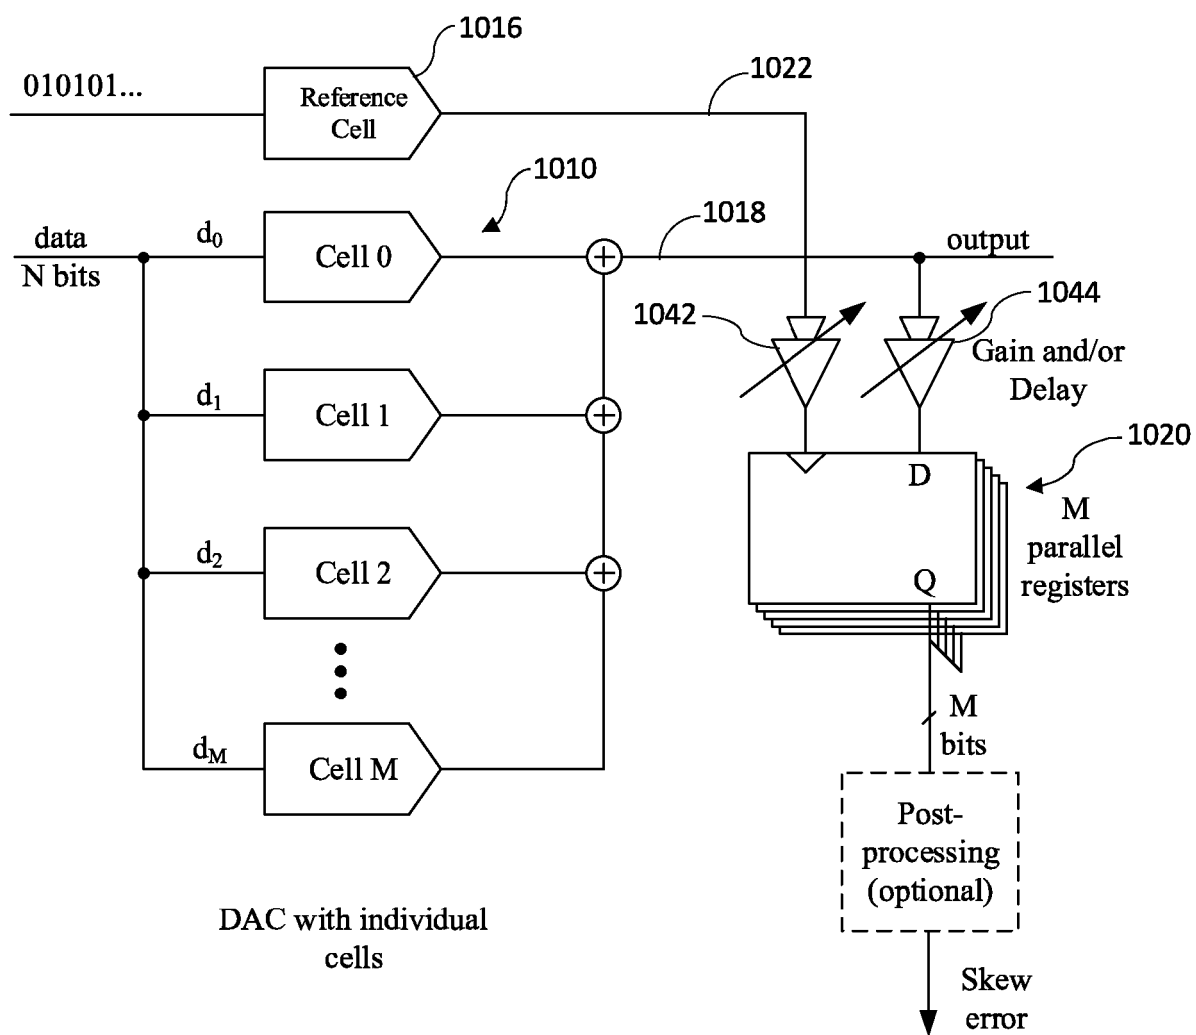 1016
010101...
Reference
Cell
1022
1010
data
N bits
d0
Cell 0
1018
output
1042
1044
Gain and/or
Delay
d1
Cell 1
1020
D
M
parallel
registers
d2
Cell 2
Q
M
bits
dM
Cell M
Post-
processing
(optional)
DAC with individual
cells
Skew
error